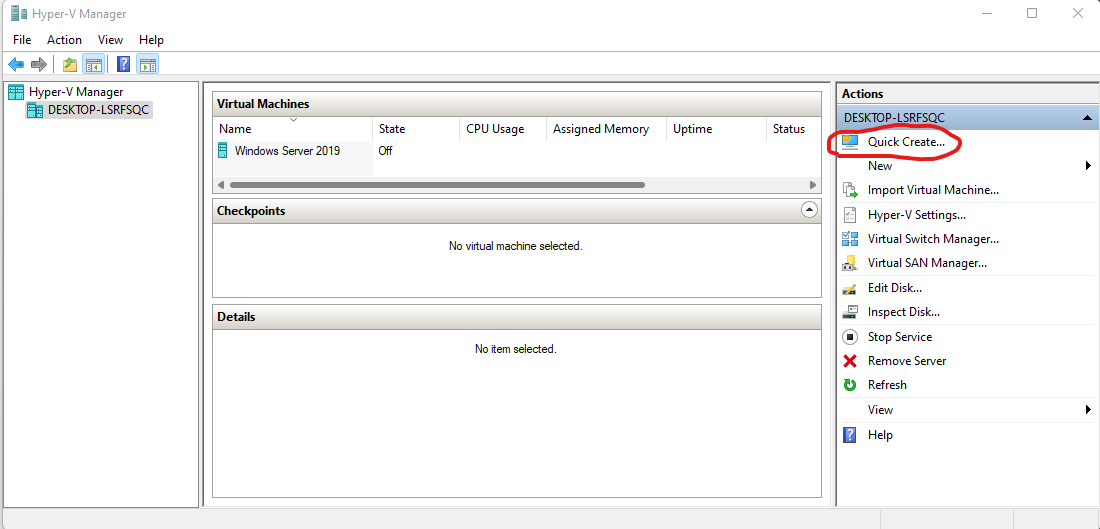 Hyper-V Manager
File Action View Help
Hyper-V Manager
DESKTOP-LSRFSQC
Virtual Machines
Name State CPU Usage Assigned Memory Uptime Status
Windows Server 2019 Off
Checkpoints
No virtual machine selected.
Details
No item selected.
Actions
DESKTOP-LSRFSQC
Quick Create...
New
Import Virtual Machine...
Hyper-V Settings...
Virtual Switch Manager...
Virtual SAN Manager...
Edit Disk...
Inspect Disk...
Stop Service
Remove Server
Refresh
View
Help